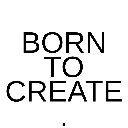 BORN
TO
CREATE
.